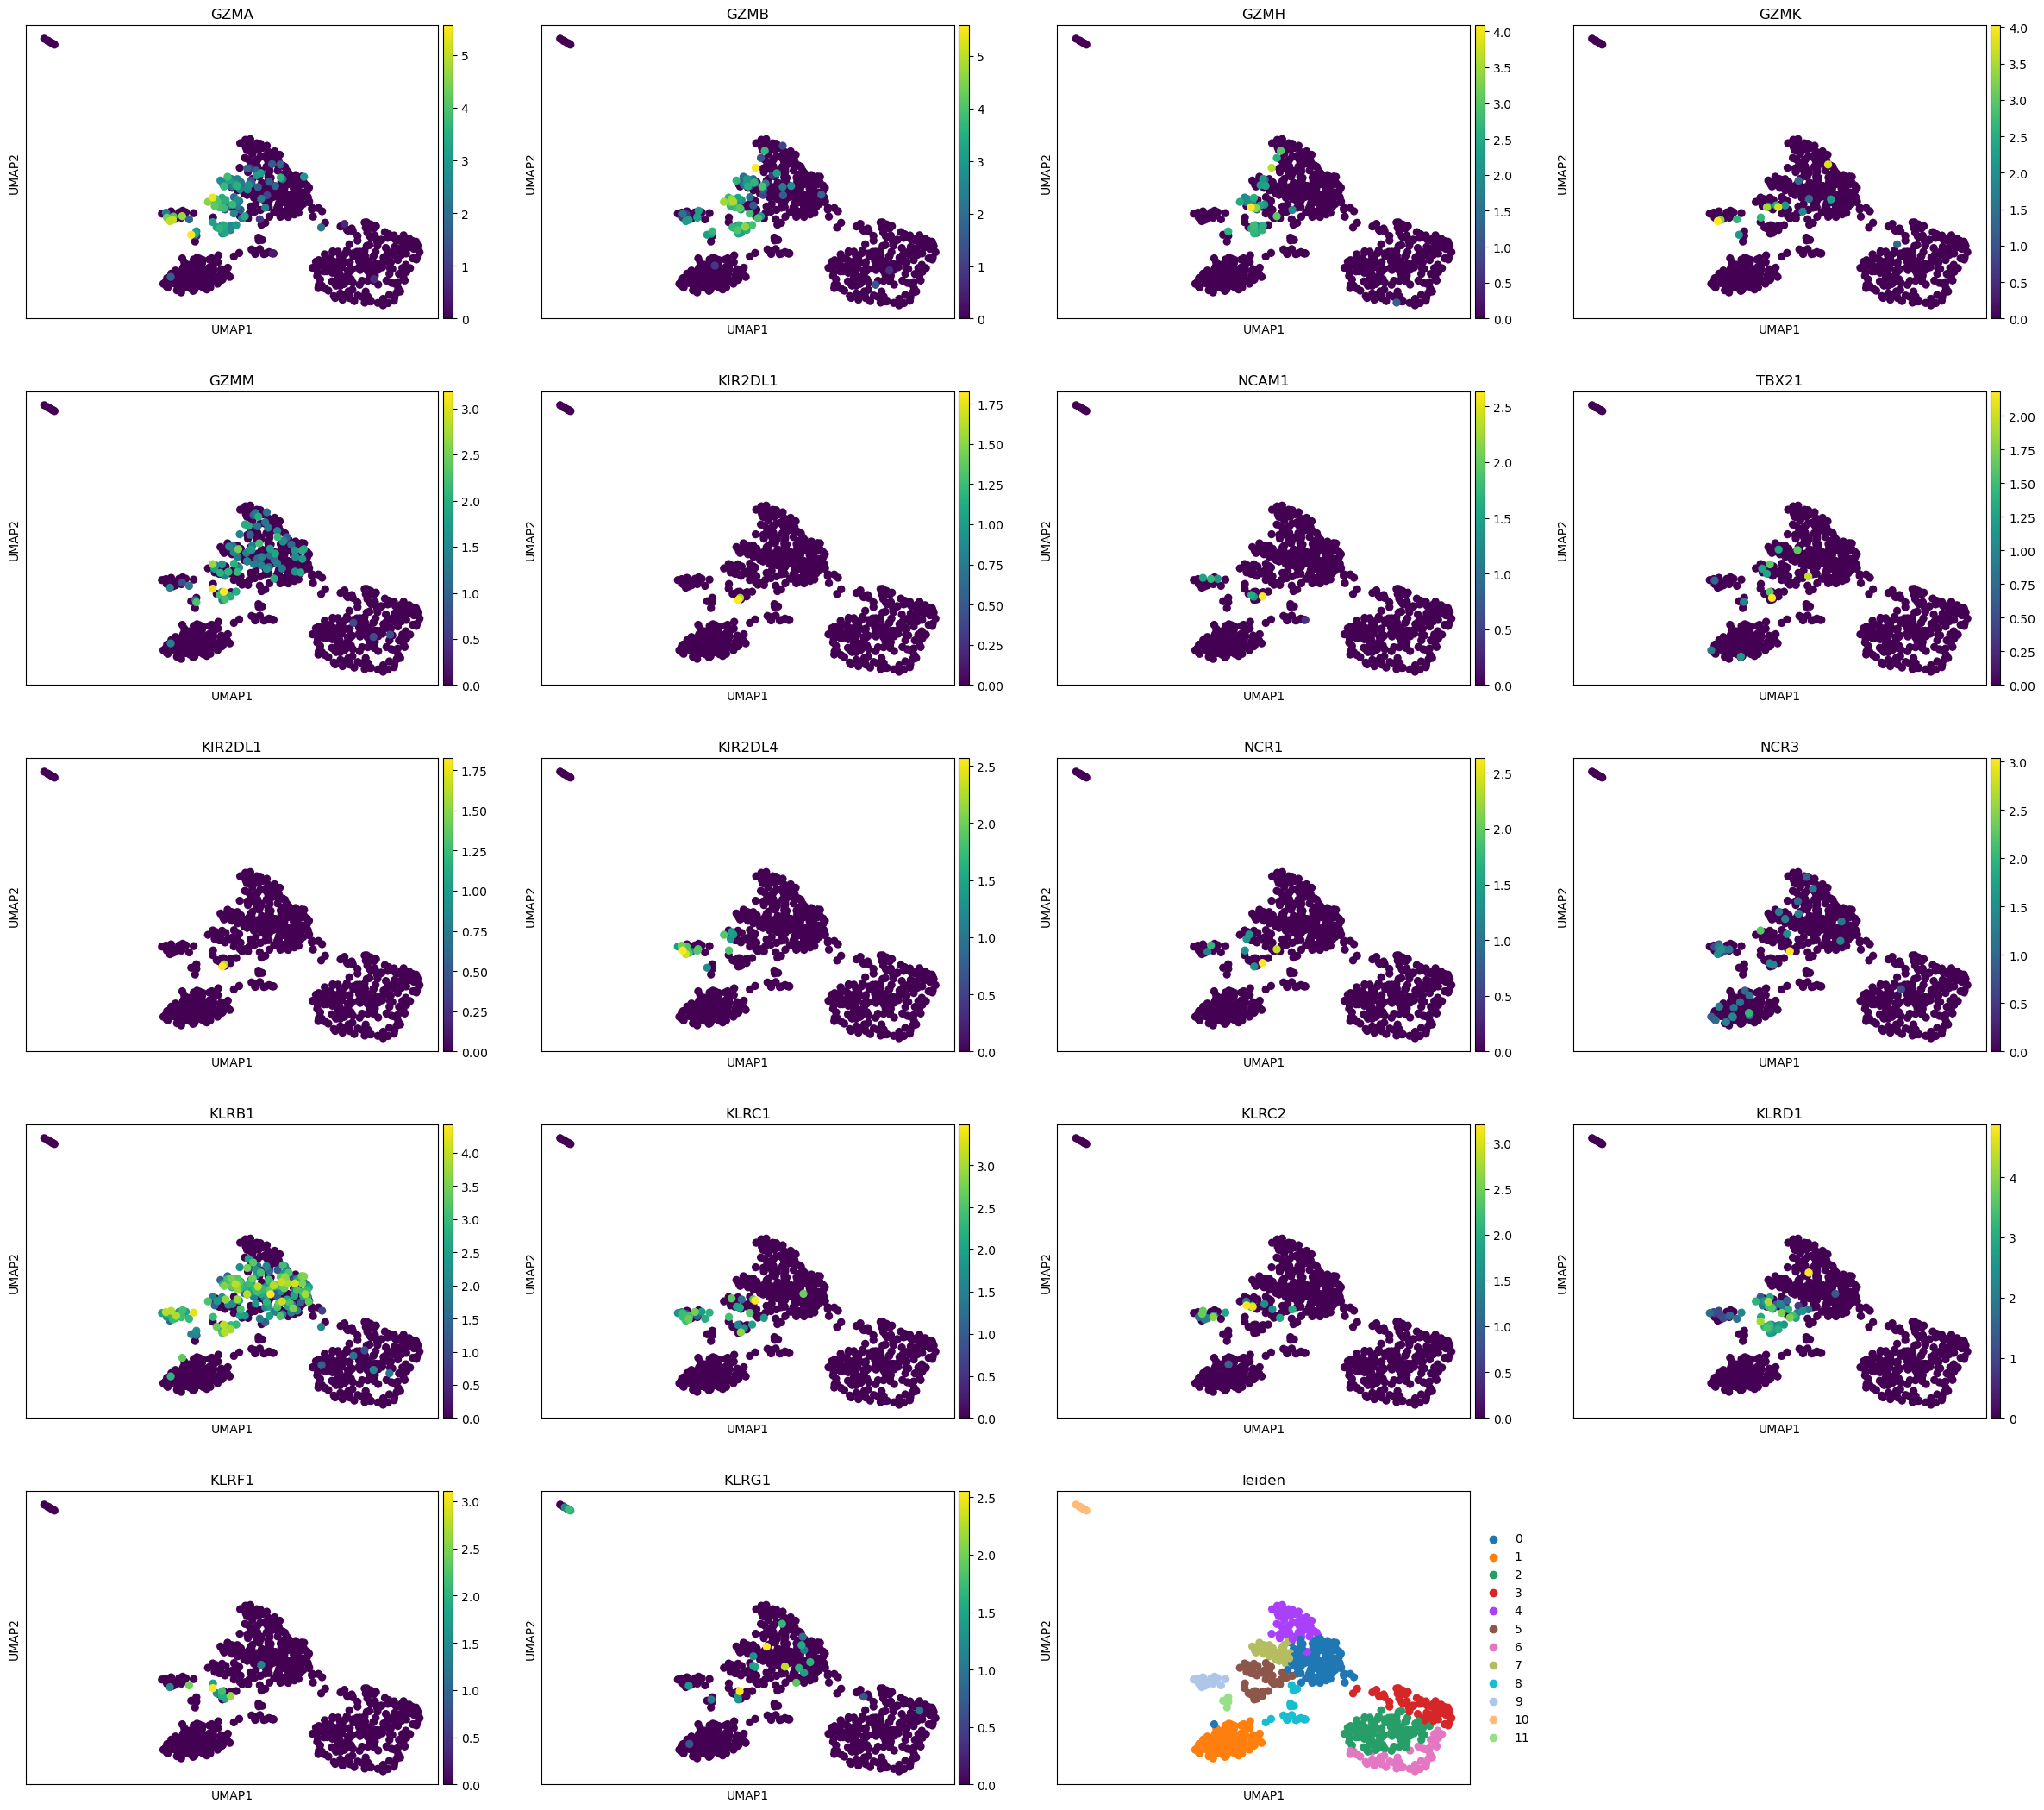 GZMA GZMB GZMH GZMK
UMAP2 5 4 3 2 1 0 UMAP2 5 4 3 2 1 0 UMAP2 4.0 3.5 3.0 2.5 2.0 1.5 1.0 0.5 0.0 UMAP2 4.0 3.5 3.0 2.5 2.0 1.5 1.0 0.5 0.0
UMAP1 UMAP1 UMAP1 UMAP1
GZMM KIR2DL1 NCAM1 TBX21
UMAP2 3.0 2.5 2.0 1.5 1.0 0.5 0.0 UMAP2 1.75 1.50 1.25 1.00 0.75 0.50 0.25 0.00 UMAP2 2.5 2.0 1.5 1.0 0.5 0.0 UMAP2 2.00 1.75 1.50 1.25 1.00 0.75 0.50 0.25 0.00
UMAP1 UMAP1 UMAP1 UMAP1
KIR2DL1 KIR2DL4 NCR1 NCR3
UMAP2 1.75 1.50 1.25 1.00 0.75 0.50 0.25 0.00 UMAP2 2.5 2.0 1.5 1.0 0.5 0.0 UMAP2 2.5 2.0 1.5 1.0 0.5 0.0 UMAP2 3.0 2.5 2.0 1.5 1.0 0.5 0.0
UMAP1 UMAP1 UMAP1 UMAP1
KLRB1 KLRC1 KLRC2 KLRD1
UMAP2 4.0 3.5 3.0 2.5 2.0 1.5 1.0 0.5 0.0 UMAP2 3.0 2.5 2.0 1.5 1.0 0.5 0.0 UMAP2 3.0 2.5 2.0 1.5 1.0 0.5 0.0 UMAP2 4 3 2 1 0
UMAP1 UMAP1 UMAP1 UMAP1
KLRF1 KLRG1 leiden
UMAP2 3.0 2.5 2.0 1.5 1.0 0.5 0.0 UMAP2 2.5 2.0 1.5 1.0 0.5 0.0 UMAP2
0
1
2
3
4
5
6
7
8
9
10
11
UMAP1 UMAP1 UMAP1